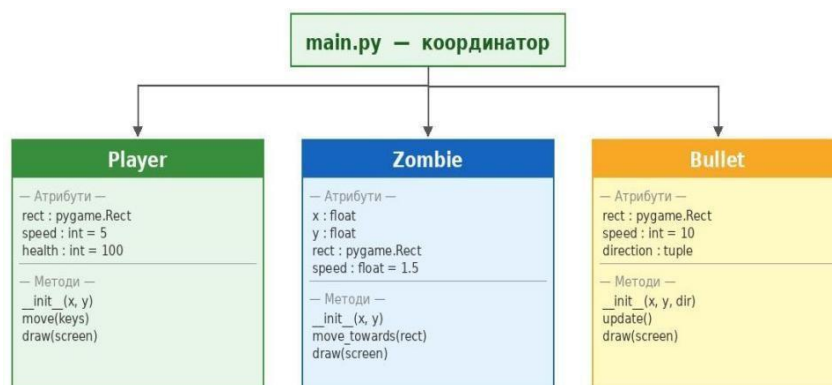 main.py — координатор
Player
— Атрибути —
rect : pygame.Rect
speed : int = 5
health : int = 100
— Методи —
__init__(x, y)
move(keys)
draw(screen)
Zombie
— Атрибути —
x : float
y : float
rect : pygame.Rect
speed : float = 1.5
— Методи —
__init__(x, y)
move_towards(rect)
draw(screen)
Bullet
— Атрибути —
rect : pygame.Rect
speed : int = 10
direction : tuple
— Методи —
__init__(x, y, dir)
update()
draw(screen)